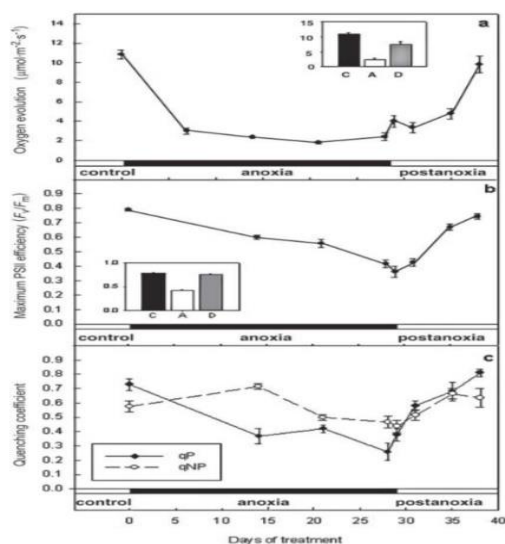 a
Oxygen evolution (μmol·m-2·s-1)
14
12
10
8
6
4
2
0
15
10
5
0
C A D
control anoxia postanoxia
b
Maximum PSII efficiency (Fv/Fm)
0.9
0.8
0.7
0.6
0.5
0.4
0.3
0.2
0.1
0.0
1.0
0.5
0.0
C A D
control anoxia postanoxia
c
Quenching coefficient
0.9
0.8
0.7
0.6
0.5
0.4
0.3
0.2
0.1
0.0
qP
qNP
control anoxia postanoxia
0 5 10 15 20 25 30 35 40
Days of treatment